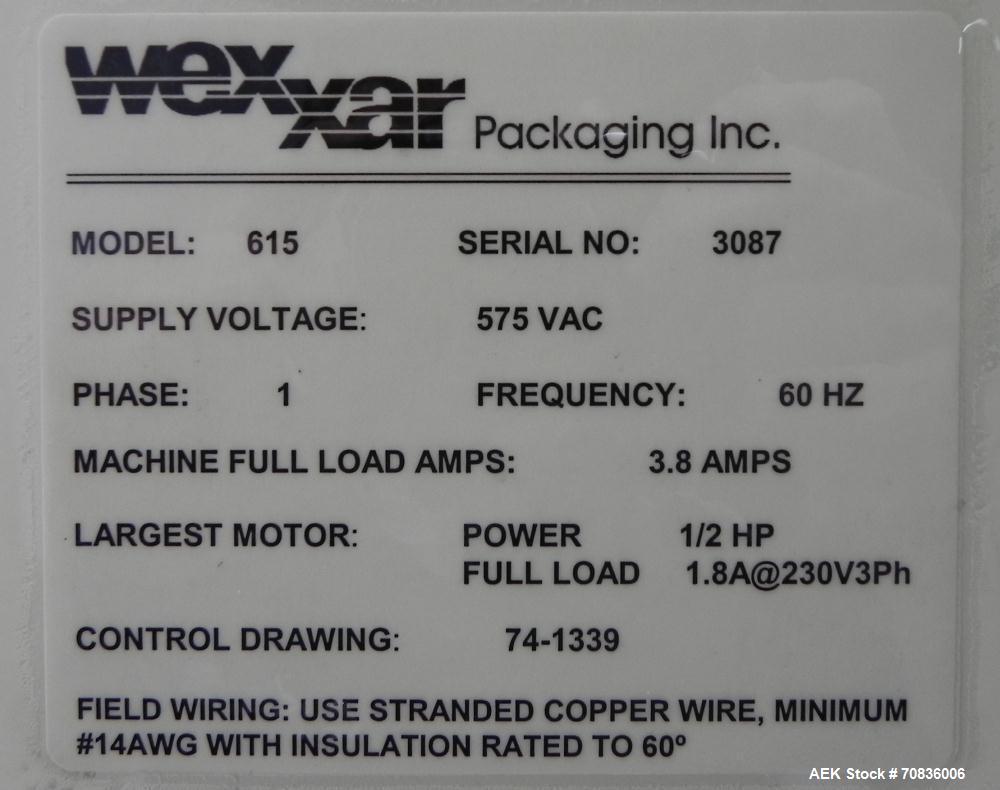 wexxar Packaging Inc.
MODEL: 615 SERIAL NO: 3087
SUPPLY VOLTAGE: 575 VAC
PHASE: 1 FREQUENCY: 60 HZ
MACHINE FULL LOAD AMPS: 3.8 AMPS
LARGEST MOTOR: POWER 1/2 HP
FULL LOAD 1.8A@230V3Ph
CONTROL DRAWING: 74-1339
FIELD WIRING: USE STRANDED COPPER WIRE, MINIMUM
#14AWG WITH INSULATION RATED TO 60º
AEK Stock # 70836006